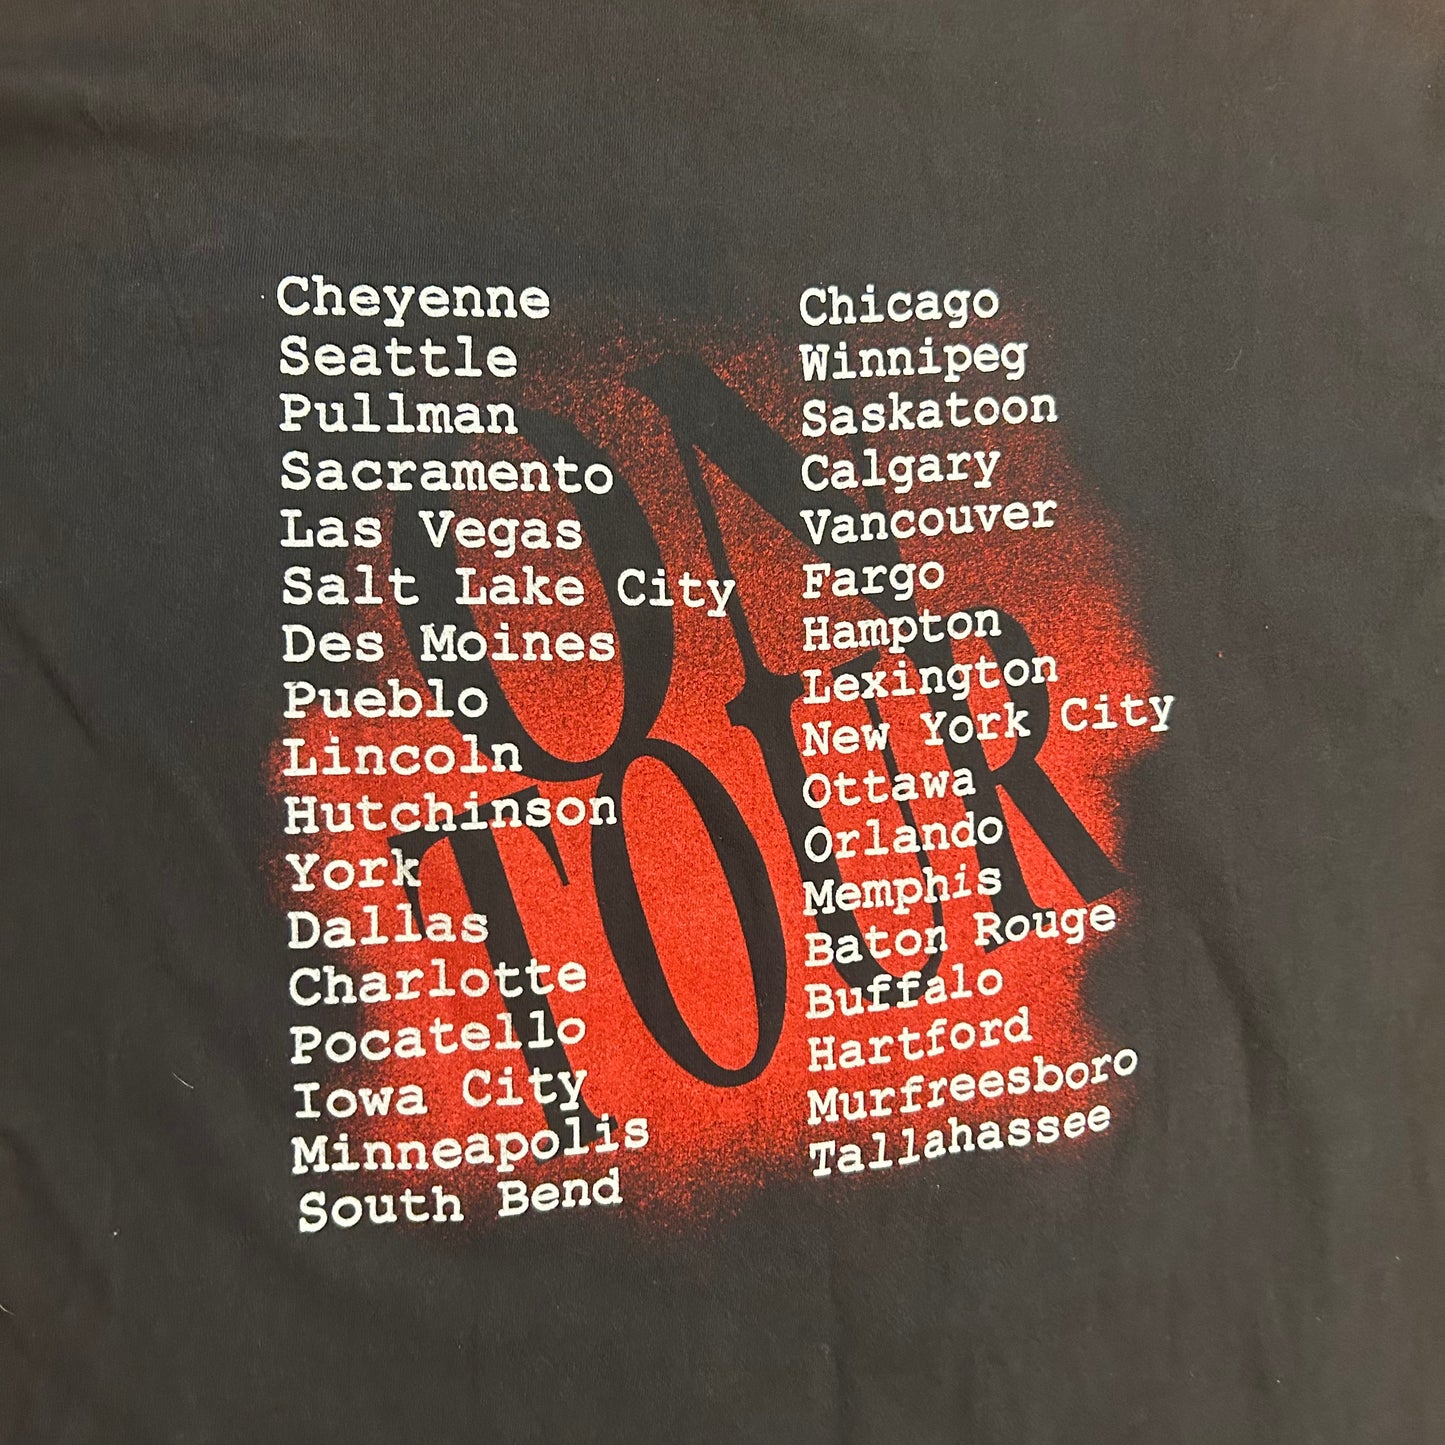 Cheyenne
Seattle
Pullman
Sacramento
Las Vegas
Salt Lake City
Des Moines
Pueblo
Lincoln
Hutchinson
York
Dallas
Charlotte
Pocatello
Iowa City
Minneapolis
South Bend
Chicago
Winnipeg
Saskatoon
Calgary
Vancouver
Fargo
Hampton
Lexington
New York City
Ottawa
Orlando
Memphis
Baton Rouge
Buffalo
Hartford
Murfreesboro
Tallahassee
ON
TOUR